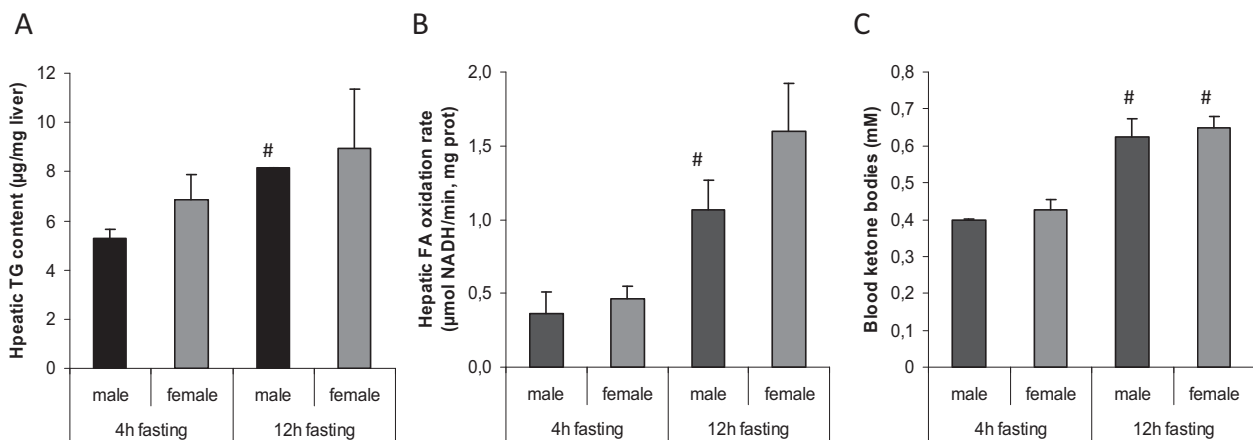 A
Hpeatic TG content (µg/mg liver)
12
10
8
6
4
2
0
#
male female male female
4h fasting 12h fasting
B
Hepatic FA oxidation rate
(µmol NADH/min, mg prot)
2,0
1,5
1,0
0,5
0,0
#
male female male female
4h fasting 12h fasting
C
Blood ketone bodies (mM)
0,8
0,7
0,6
0,5
0,4
0,3
0,2
0,1
0
# #
male female male female
4h fasting 12h fasting